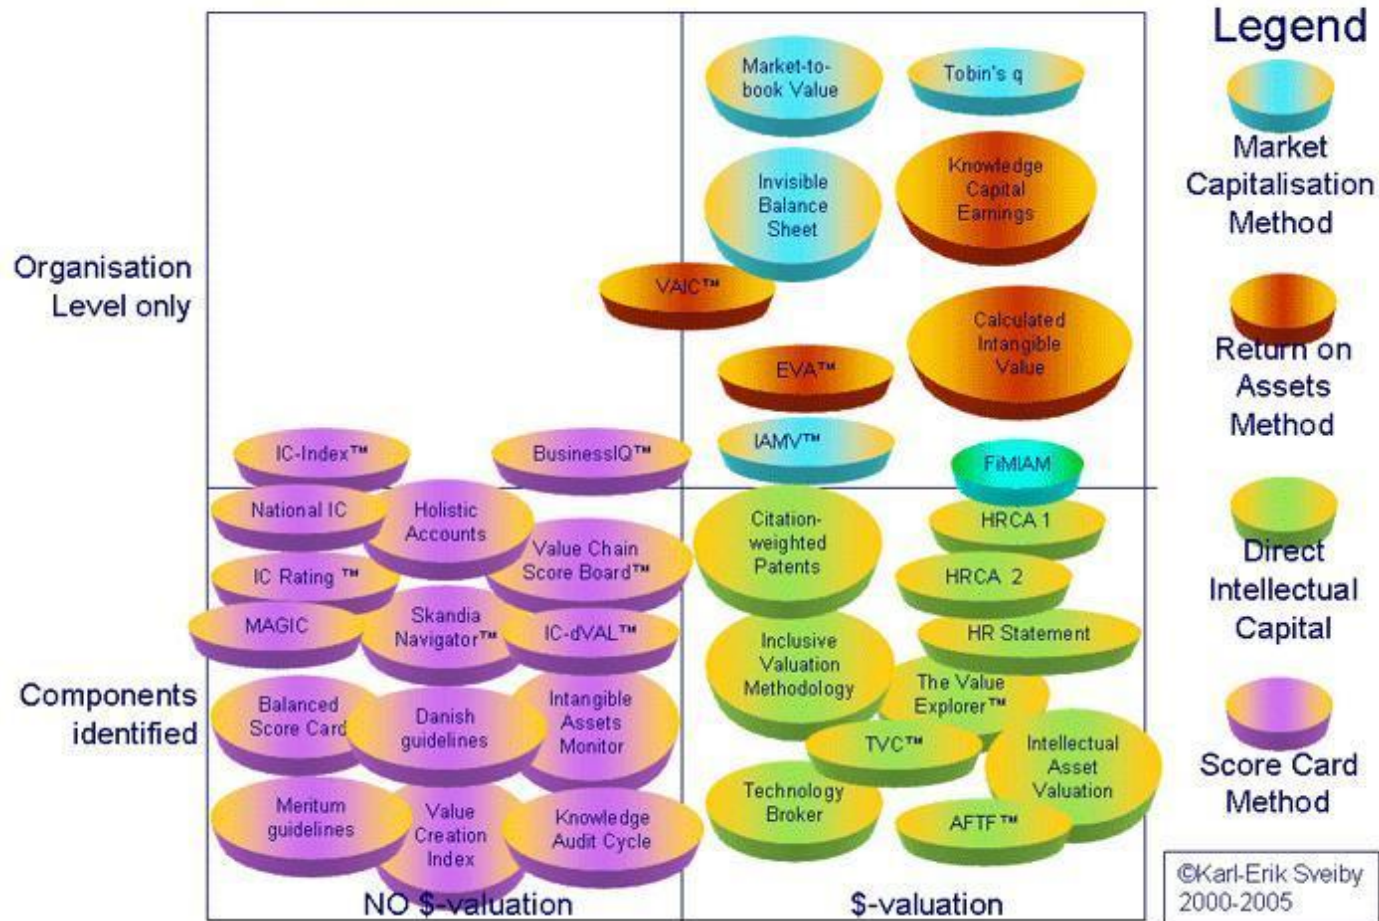 Legend
Market-to-
book Value
Tobin's q
Market
Capitalisation
Method
Invisible
Balance
Sheet
Knowledge
Capital
Earnings
Organisation
Level only
VAIC™
Calculated
Intangible
Value
EVA™
Return on
Assets
Method
IC-Index™
BusinessIQ™
IAMV™
FiMIAM
National IC
Holistic
Accounts
Value Chain
Score Board™
Citation-
weighted
Patents
HRCA 1
IC Rating ™
HRCA 2
Direct
Intellectual
Capital
MAGIC
Skandia
Navigator™
IC-dVAL™
Inclusive
Valuation
Methodology
HR Statement
The Value
Explorer™
Components
identified
Balanced
Score Card
Danish
guidelines
Intangible
Assets
Monitor
TVC™
Intellectual
Asset
Valuation
Score Card
Method
Meritum
guidelines
Value
Creation
Index
Knowledge
Audit Cycle
Technology
Broker
AFTF™
NO $-valuation
$-valuation
©Karl-Erik Sveiby
2000-2005